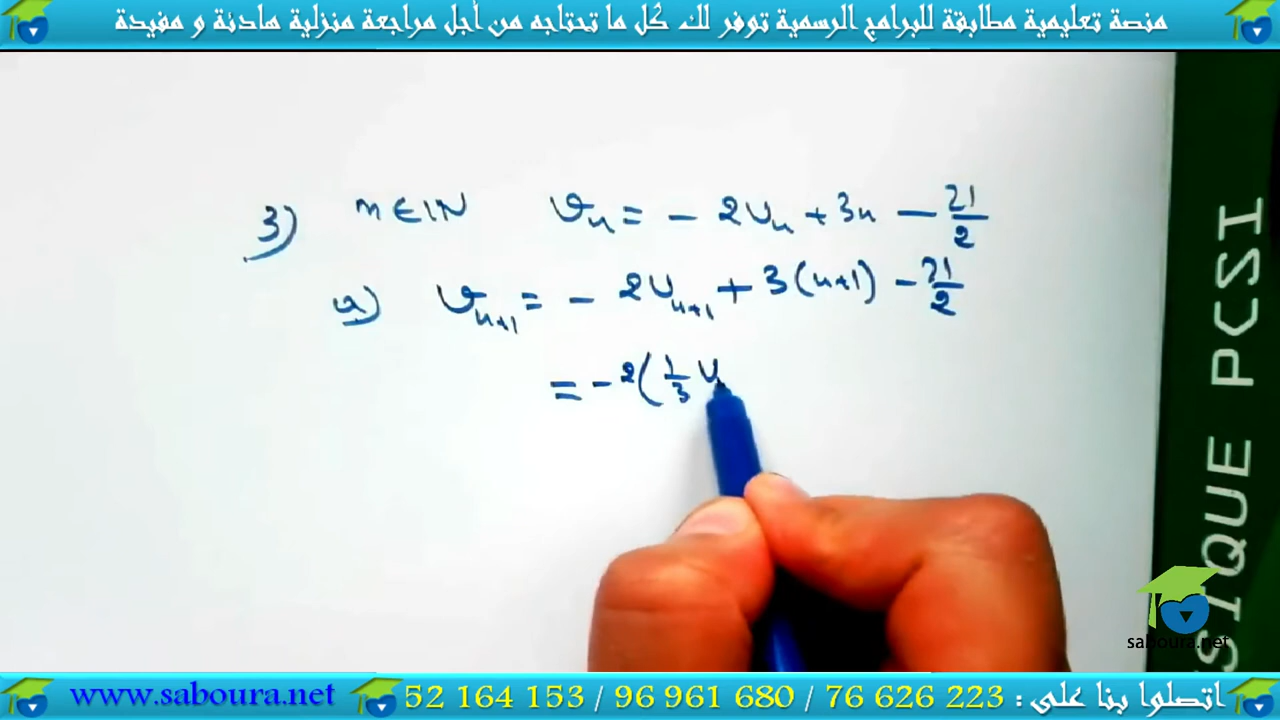 منصة تعليمية مطابقة للبرامج الرسمية توفر لك كل ما تحتاجه من أجل مراجعة منزلية هادئة و مفيدة
3) n ∈ IN vₙ = - 2Uₙ + 3n - 21/2
a) vₙ₊₁ = - 2Uₙ₊₁ + 3(n+1) - 21/2
= -2( 1/3 U
SIQUE PCSI
saboura.net
www.saboura.net 52 164 153 / 96 961 680 / 76 626 223 : اتصلوا بنا على